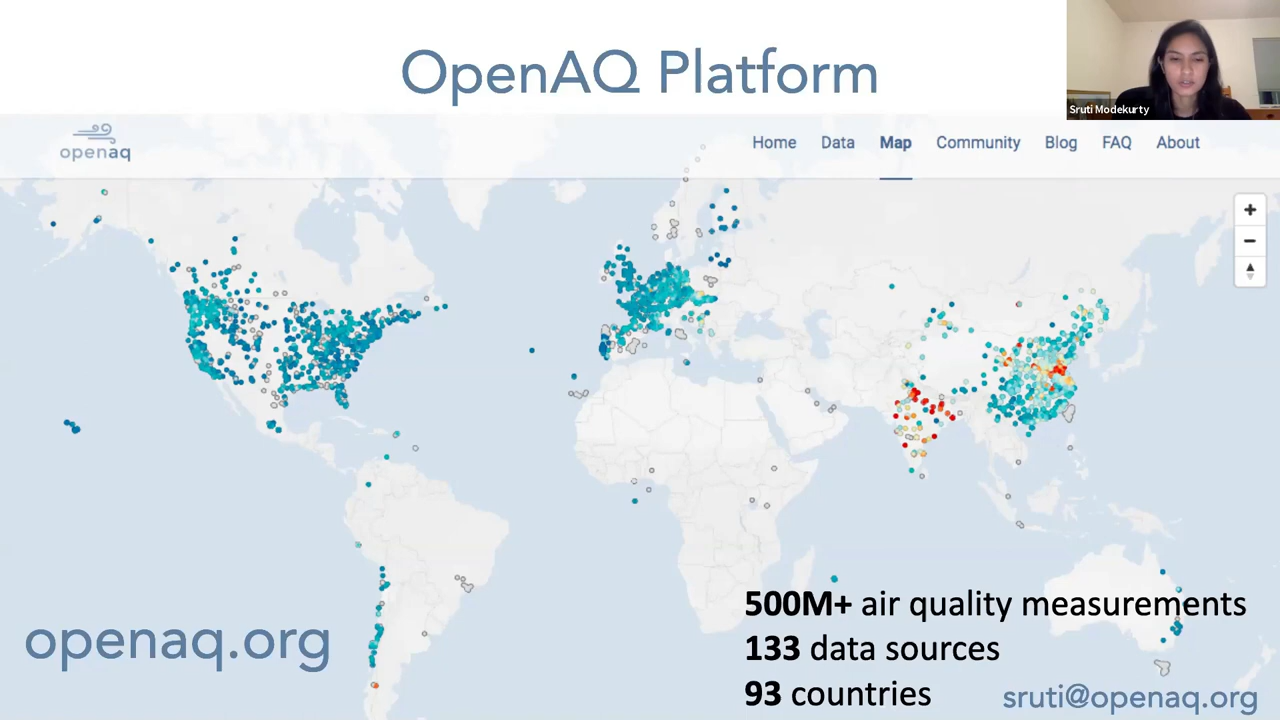 OpenAQ Platform
Sruti Modekurty
openaq
Home Data Map Community Blog FAQ About
+
−
500M+ air quality measurements
133 data sources
93 countries
openaq.org
sruti@openaq.org